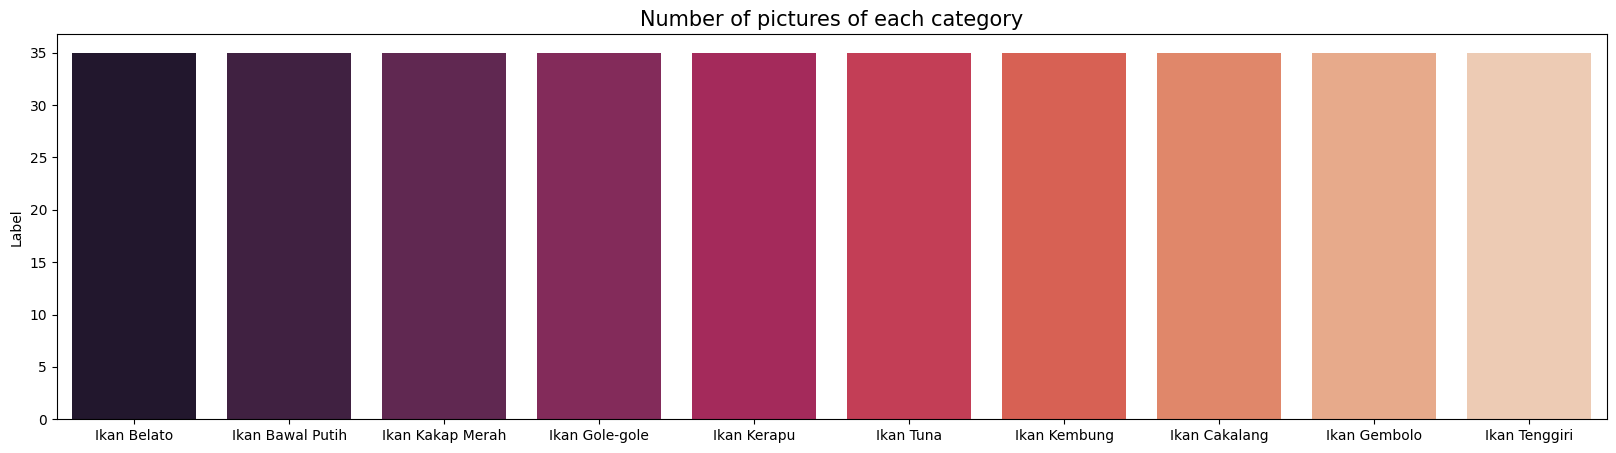 Number of pictures of each category
Label
35
30
25
20
15
10
5
0
Ikan Belato
Ikan Bawal Putih
Ikan Kakap Merah
Ikan Gole-gole
Ikan Kerapu
Ikan Tuna
Ikan Kembung
Ikan Cakalang
Ikan Gembolo
Ikan Tenggiri